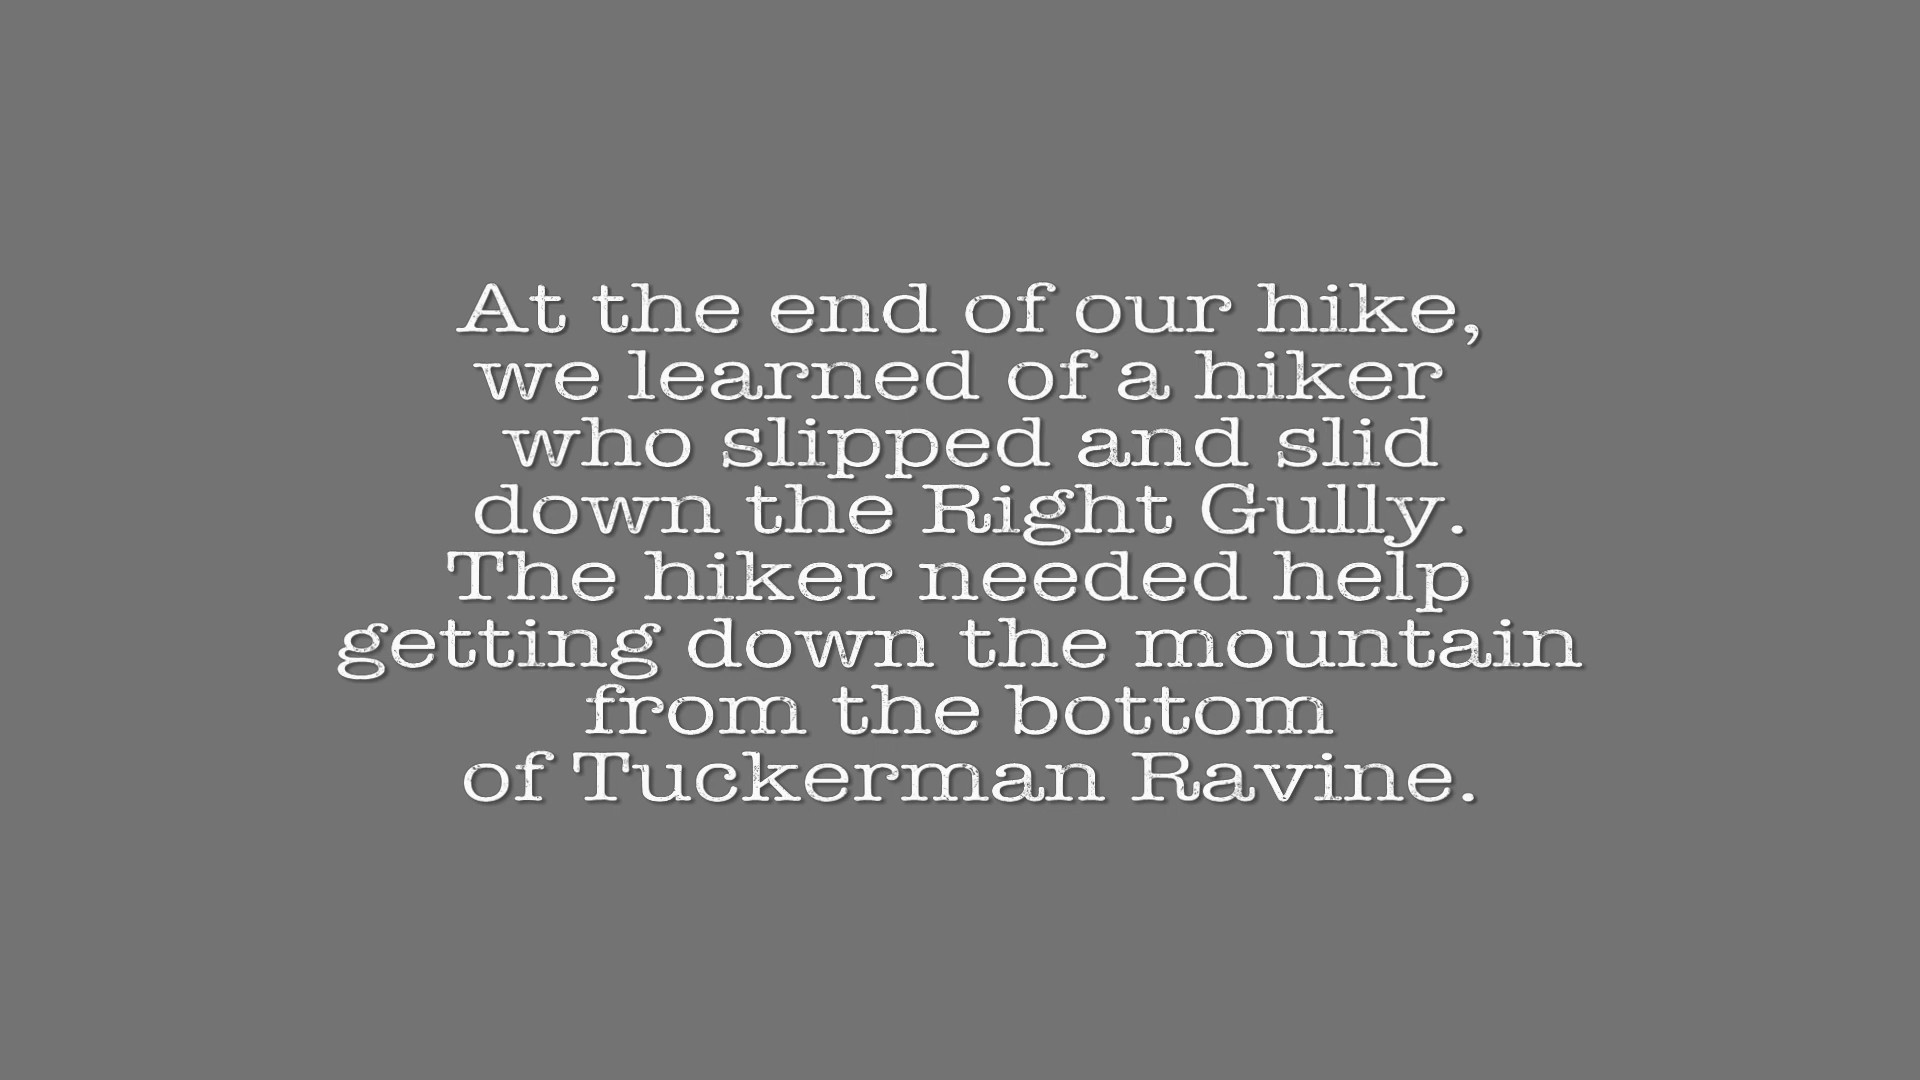 At the end of our hike,
we learned of a hiker
who slipped and slid
down the Right Gully.
The hiker needed help
getting down the mountain
from the bottom
of Tuckerman Ravine.